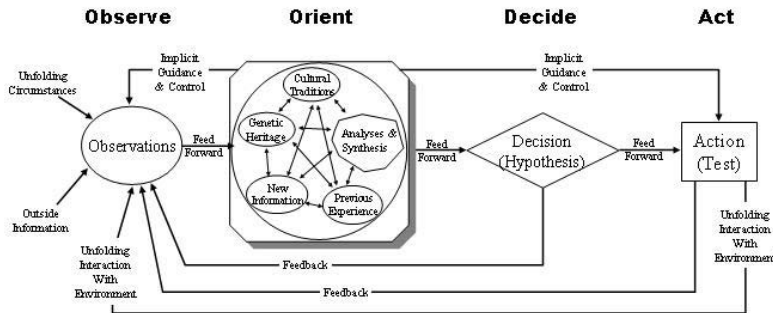 Observe
Orient
Decide
Act
Implicit
Guidance
& Control
Implicit
Guidance
& Control
Unfolding
Circumstances
Observations
Outside
Information
Feed
Forward
Cultural
Traditions
Genetic
Heritage
Analyses &
Synthesis
New
Information
Previous
Experience
Feed
Forward
Decision
(Hypothesis)
Feed
Forward
Action
(Test)
Unfolding
Interaction
With
Environment
Feedback
Feedback
Unfolding
Interaction
With
Environment